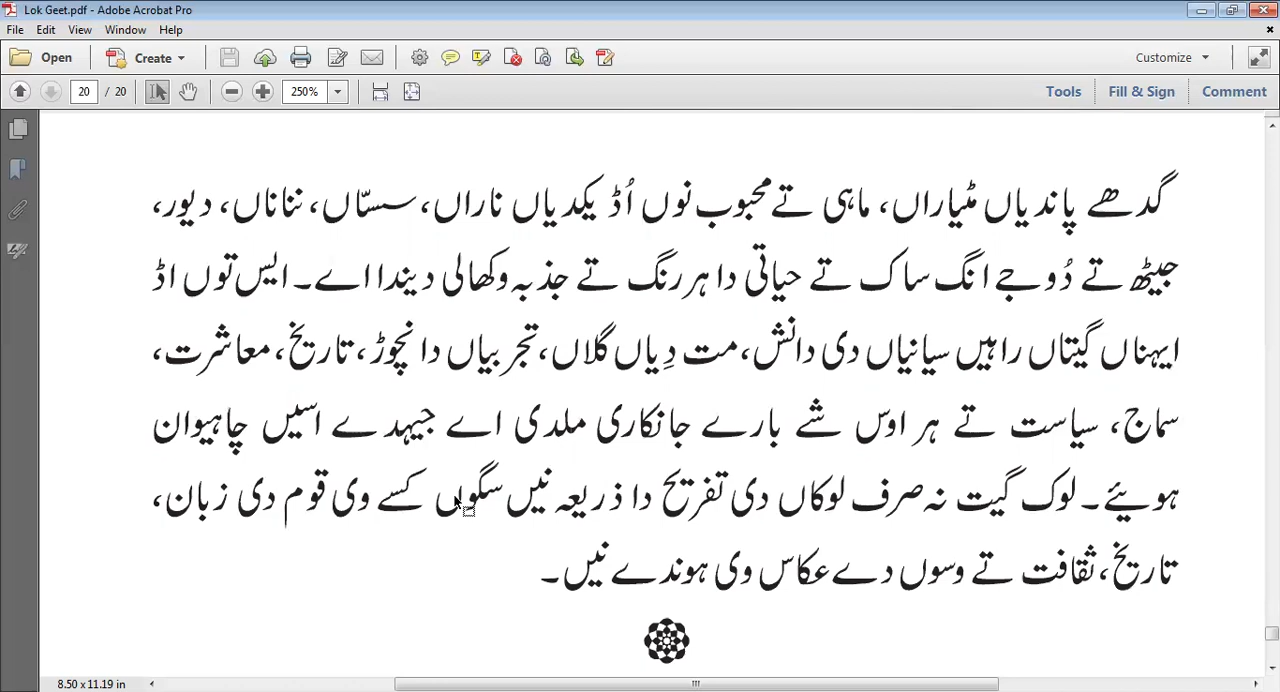 Lok Geet.pdf - Adobe Acrobat Pro
File Edit View Window Help
Open Create Customize
20 / 20 250% Tools Fill & Sign Comment
گدھے پاندیاں مٹیاراں، ماہی تے محبوب نوں اُڈیکدیاں ناراں، سسّاں، نناناں، دیور،
جیٹھ تے دُوجے انگ ساک تے حیاتی دا ہر رنگ تے جذبہ وکھالی دیندا اے۔ ایس توں اڈ
ایہناں گیتاں راہیں سیانیاں دی دانش، مت دِیاں گلاں، تجربیاں دا نچوڑ، تاریخ، معاشرت،
سماج، سیاست تے ہر اوس شے بارے جانکاری ملدی اے جیہدے اسیں چاہیوان
ہوئیے۔ لوک گیت نہ صرف لوکاں دی تفریح دا ذریعہ نیں سگوں کسے وی قوم دی زبان،
تاریخ، ثقافت تے وسوں دے عکاس وی ہوندے نیں۔
8.50 x 11.19 in